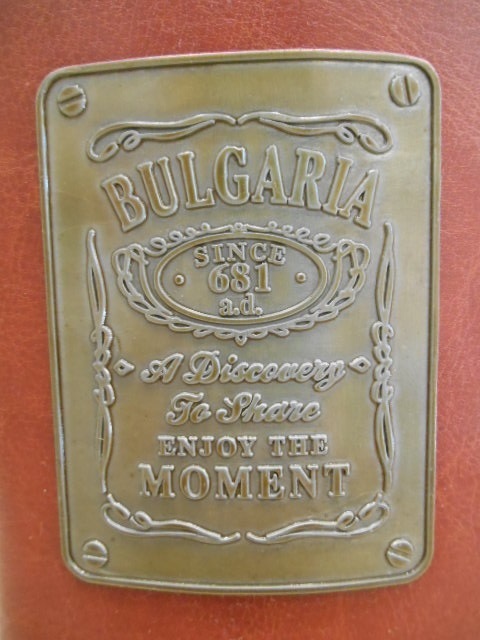 BULGARIA
SINCE
681
a.d.
A Discovery
To Share
ENJOY THE
MOMENT